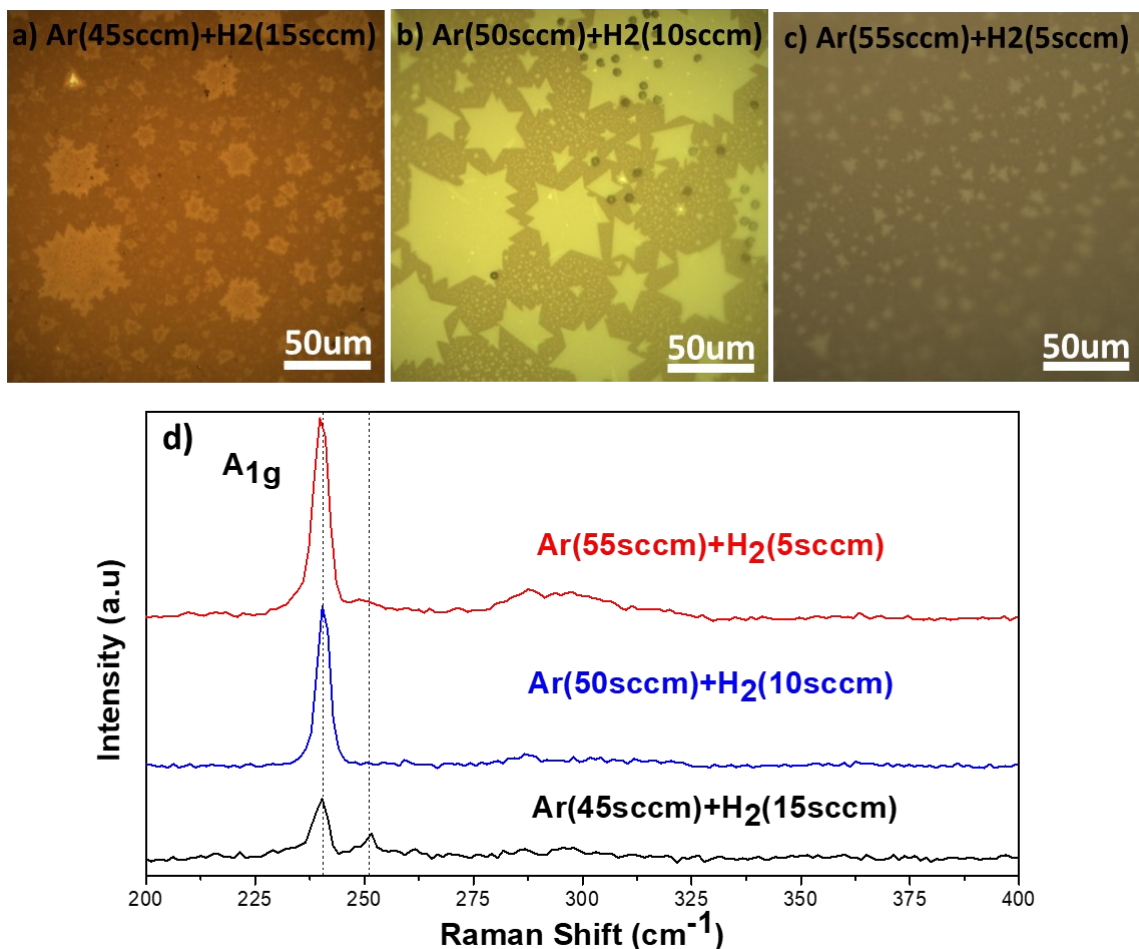 a) Ar(45sccm)+H2(15sccm)
50um
b) Ar(50sccm)+H2(10sccm)
50um
c) Ar(55sccm)+H2(5sccm)
50um
d)
A1g
Ar(55sccm)+H2(5sccm)
Ar(50sccm)+H2(10sccm)
Ar(45sccm)+H2(15sccm)
Intensity (a.u)
200 225 250 275 300 325 350 375 400
Raman Shift (cm-1)